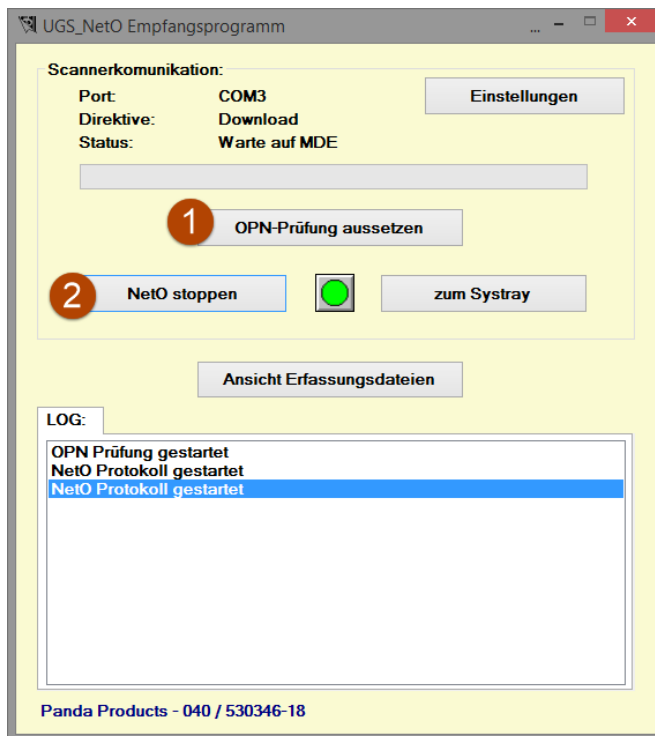 UGS_NetO Empfangsprogramm
Scannerkomunikation:
Port: COM3
Einstellungen
Direktive: Download
Status: Warte auf MDE
1 OPN-Prüfung aussetzen
2 NetO stoppen
zum Systray
Ansicht Erfassungsdateien
LOG:
OPN Prüfung gestartet
NetO Protokoll gestartet
NetO Protokoll gestartet
Panda Products - 040 / 530346-18